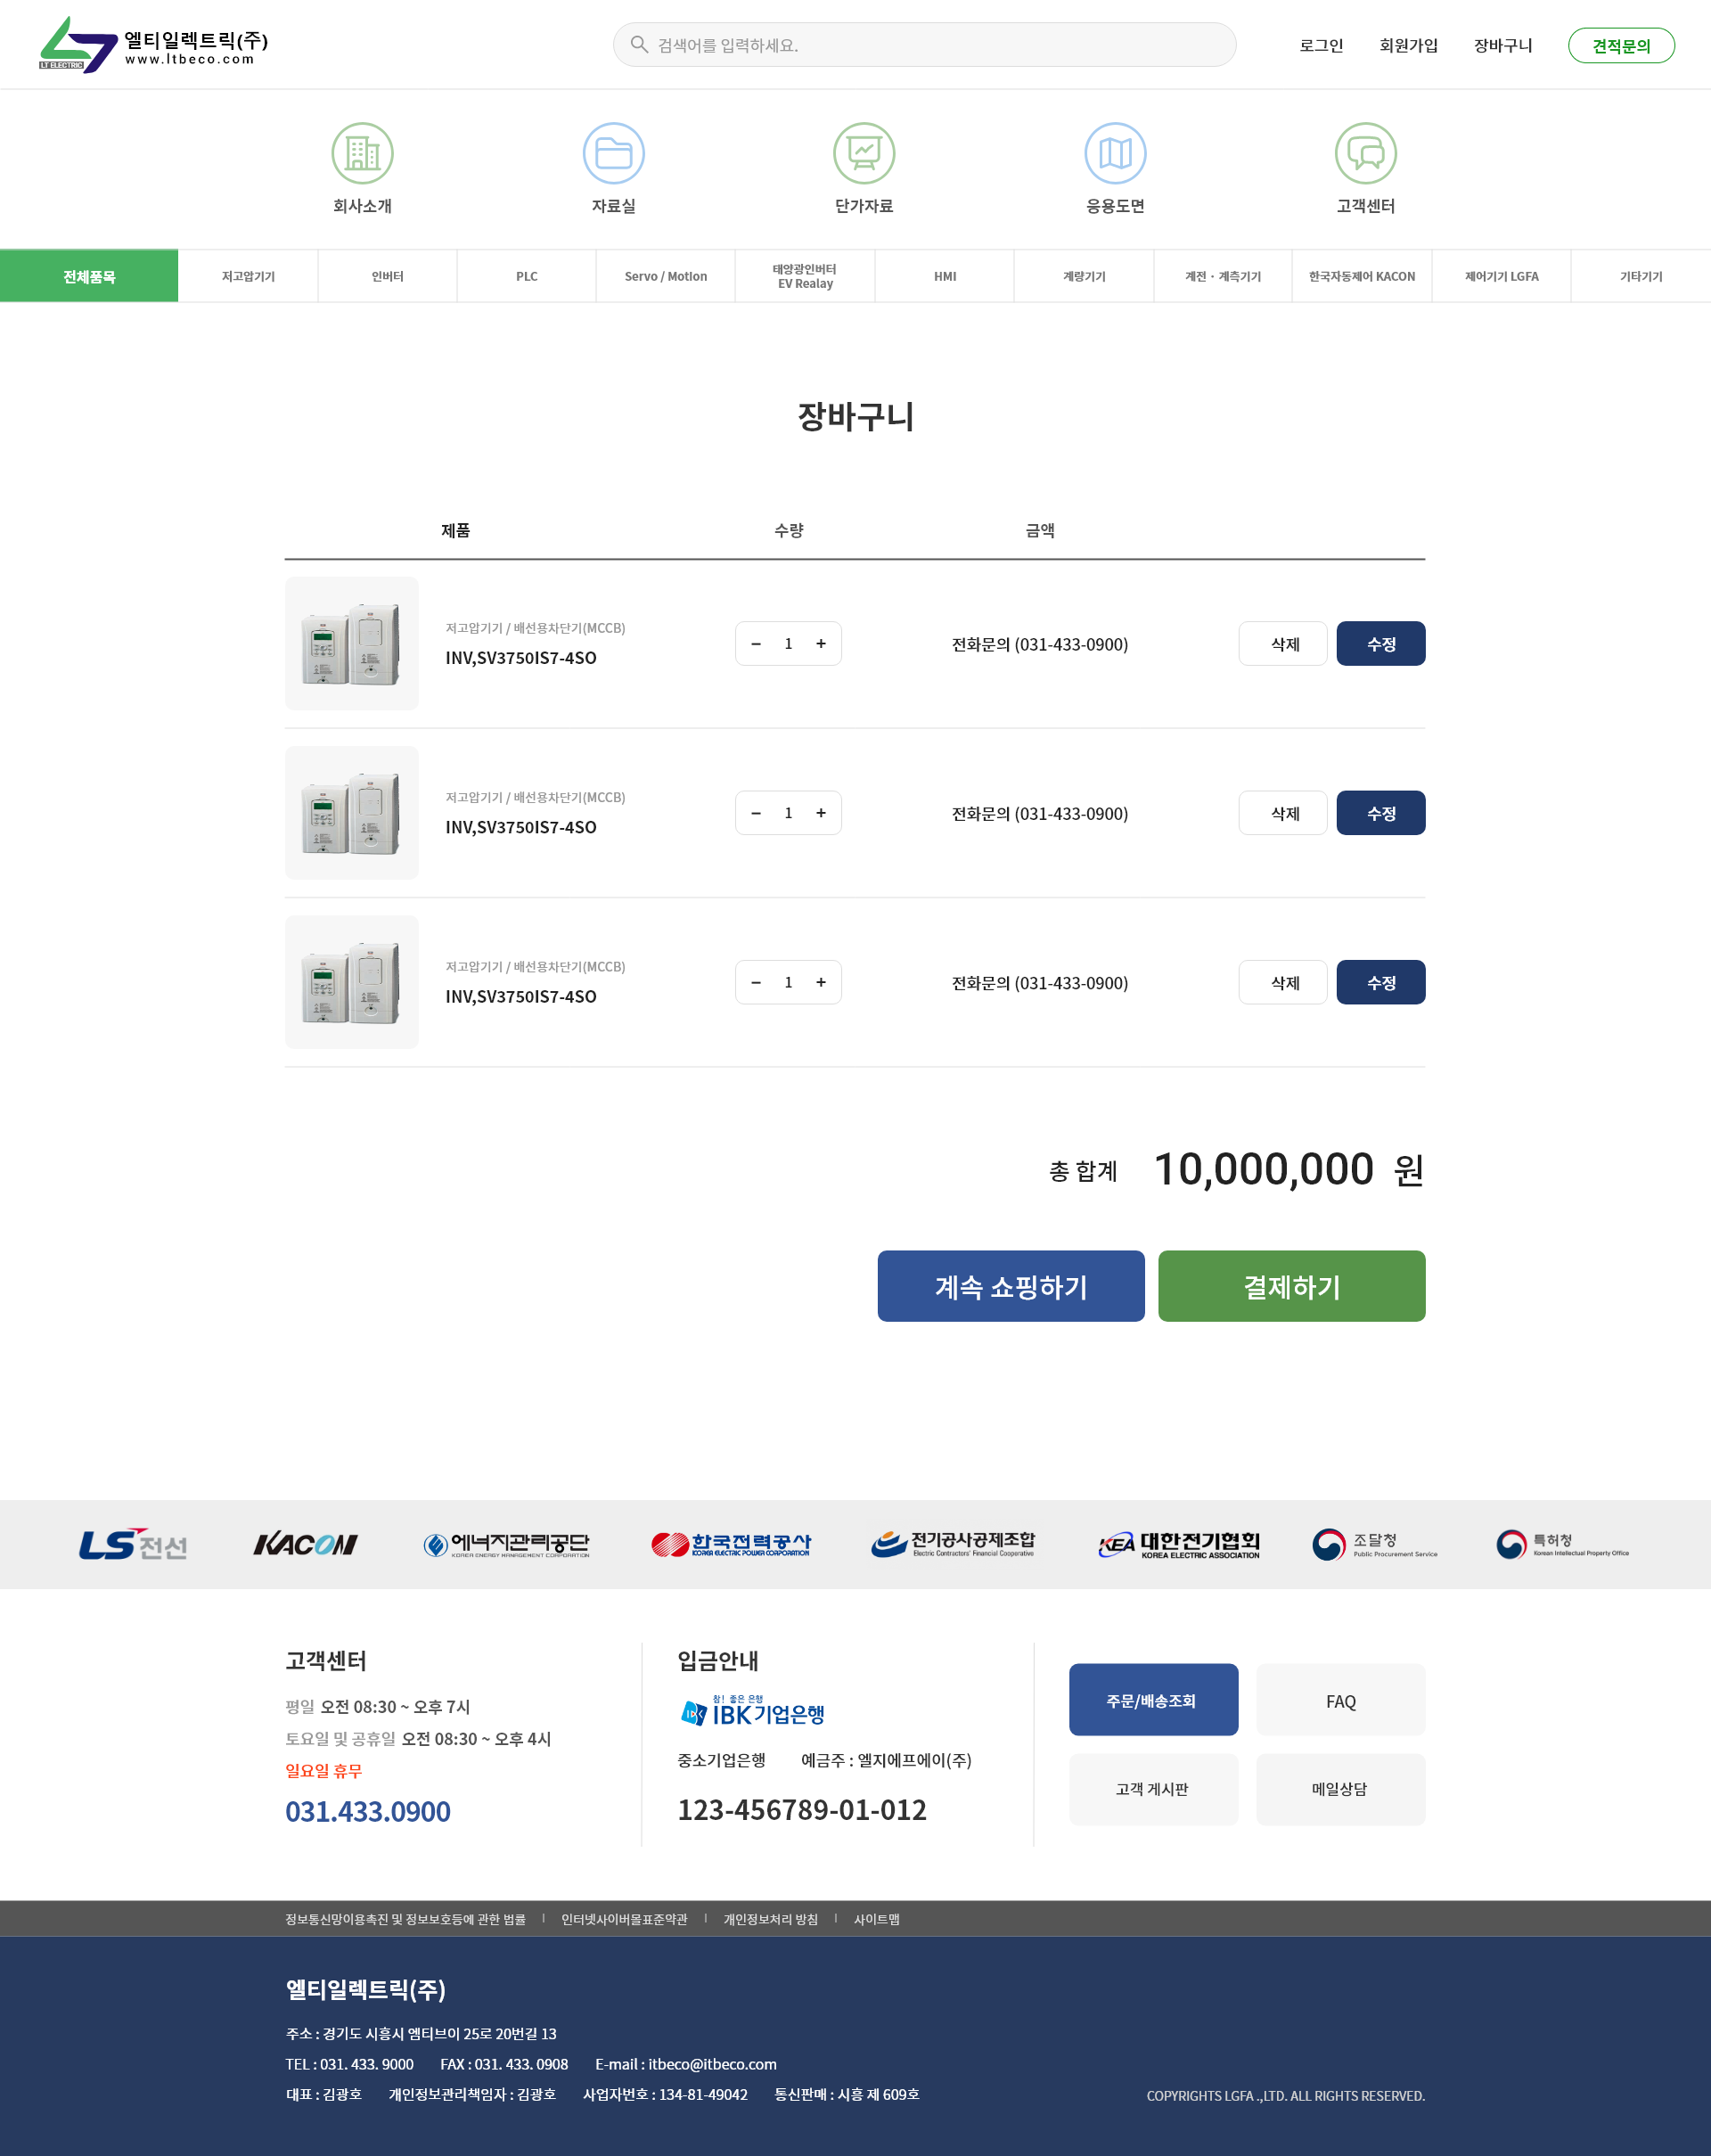 엘티일렉트릭(주)
www.ltbeco.com
LT ELECTRIC
검색어를 입력하세요.
로그인
회원가입
장바구니
견적문의
회사소개
자료실
단가자료
응용도면
고객센터
전체품목
저고압기기
인버터
PLC
Servo / Motion
태양광인버터
EV Realay
HMI
계량기기
계전 · 계측기기
한국자동제어 KACON
제어기기 LGFA
기타기기
장바구니
제품
수량
금액
저고압기기 / 배선용차단기(MCCB)
INV,SV3750IS7-4SO
− 1 +
전화문의 (031-433-0900)
삭제
수정
저고압기기 / 배선용차단기(MCCB)
INV,SV3750IS7-4SO
− 1 +
전화문의 (031-433-0900)
삭제
수정
저고압기기 / 배선용차단기(MCCB)
INV,SV3750IS7-4SO
− 1 +
전화문의 (031-433-0900)
삭제
수정
총 합계 10,000,000 원
계속 쇼핑하기
결제하기
LS전선
KACON
에너지관리공단
KOREA ENERGY MANAGEMENT CORPORATION
한국전력공사
KOREA ELECTRIC POWER CORPORATION
전기공사공제조합
Electric Contractors' Financial Cooperative
KEA 대한전기협회
KOREA ELECTRIC ASSOCIATION
조달청
Public Procurement Service
특허청
Korean Intellectual Property Office
고객센터
평일 오전 08:30 ~ 오후 7시
토요일 및 공휴일 오전 08:30 ~ 오후 4시
일요일 휴무
031.433.0900
입금안내
참! 좋은 은행
IBK기업은행
중소기업은행 예금주 : 엘지에프에이(주)
123-456789-01-012
주문/배송조회
FAQ
고객 게시판
메일상담
정보통신망이용촉진 및 정보보호등에 관한 법률 | 인터넷사이버몰표준약관 | 개인정보처리 방침 | 사이트맵
엘티일렉트릭(주)
주소 : 경기도 시흥시 엠티브이 25로 20번길 13
TEL : 031. 433. 9000 FAX : 031. 433. 0908 E-mail : itbeco@itbeco.com
대표 : 김광호 개인정보관리책임자 : 김광호 사업자번호 : 134-81-49042 통신판매 : 시흥 제 609호
COPYRIGHTS LGFA .,LTD. ALL RIGHTS RESERVED.